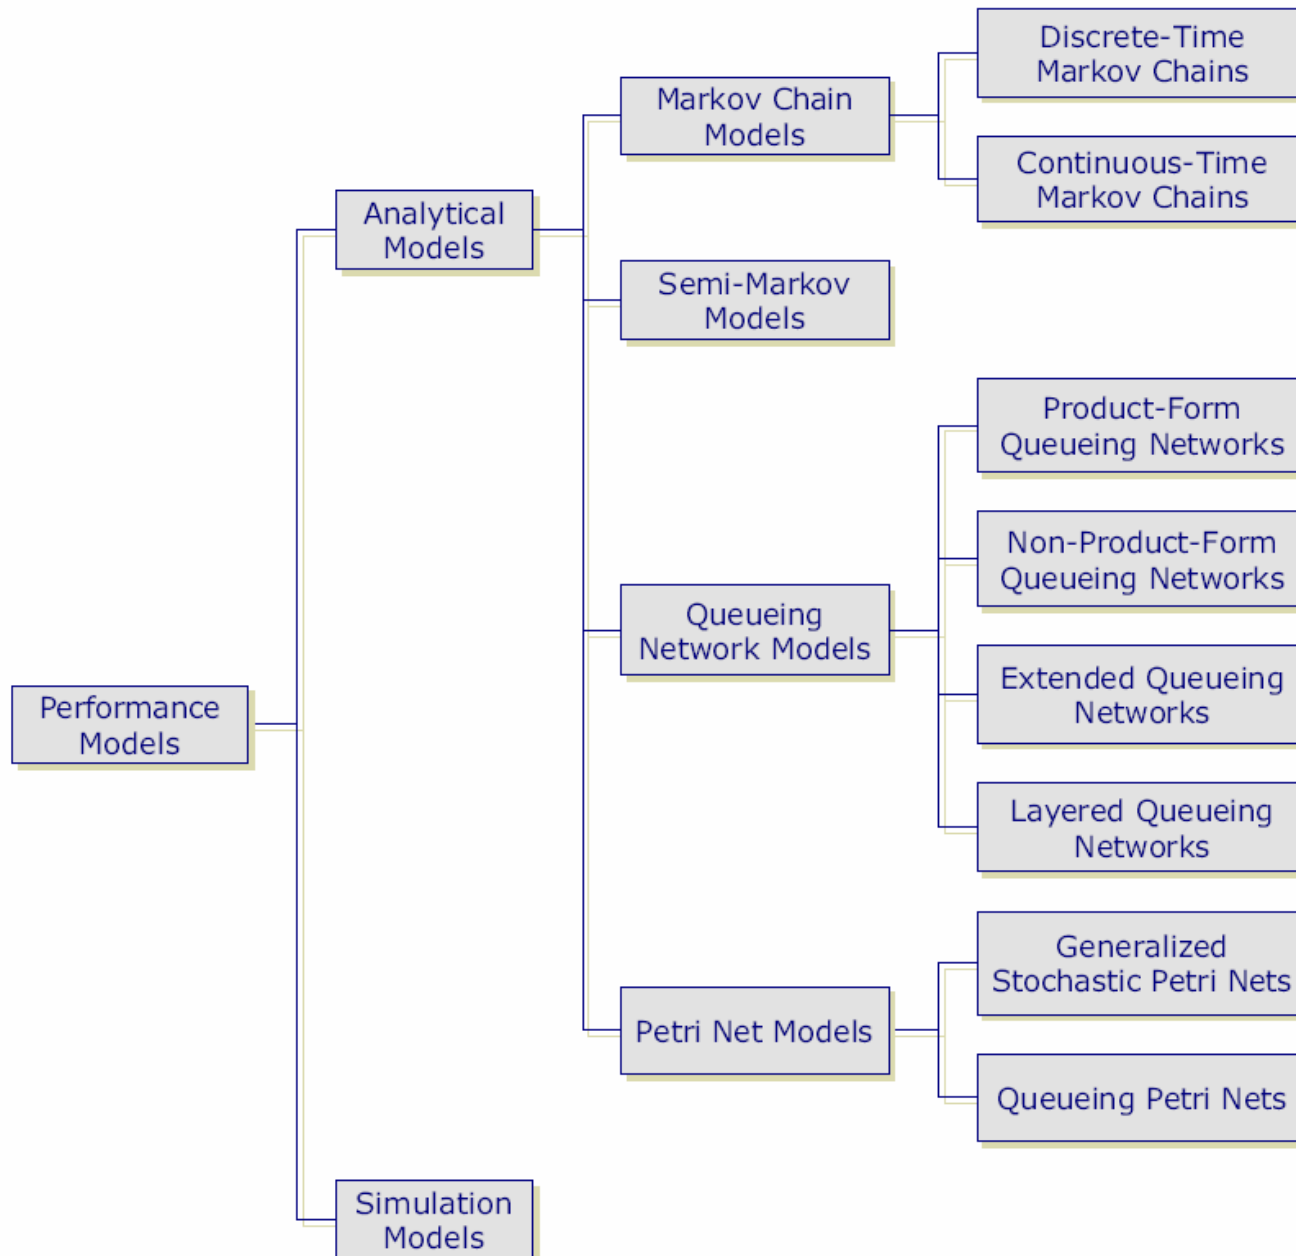 Performance
Models
Analytical
Models
Markov Chain
Models
Discrete-Time
Markov Chains
Continuous-Time
Markov Chains
Semi-Markov
Models
Queueing
Network Models
Product-Form
Queueing Networks
Non-Product-Form
Queueing Networks
Extended Queueing
Networks
Layered Queueing
Networks
Petri Net Models
Generalized
Stochastic Petri Nets
Queueing Petri Nets
Simulation
Models